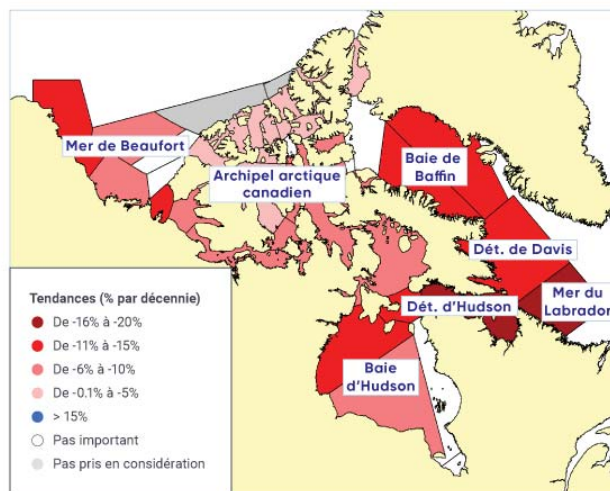 Mer de Beaufort
Archipel arctique
canadien
Baie de
Baffin
Dét. de Davis
Mer du
Labrador
Dét. d'Hudson
Baie
d'Hudson
Tendances (% par décennie)
De -16% à -20%
De -11% à -15%
De -6% à -10%
De -0.1% à -5%
> 15%
Pas important
Pas pris en considération